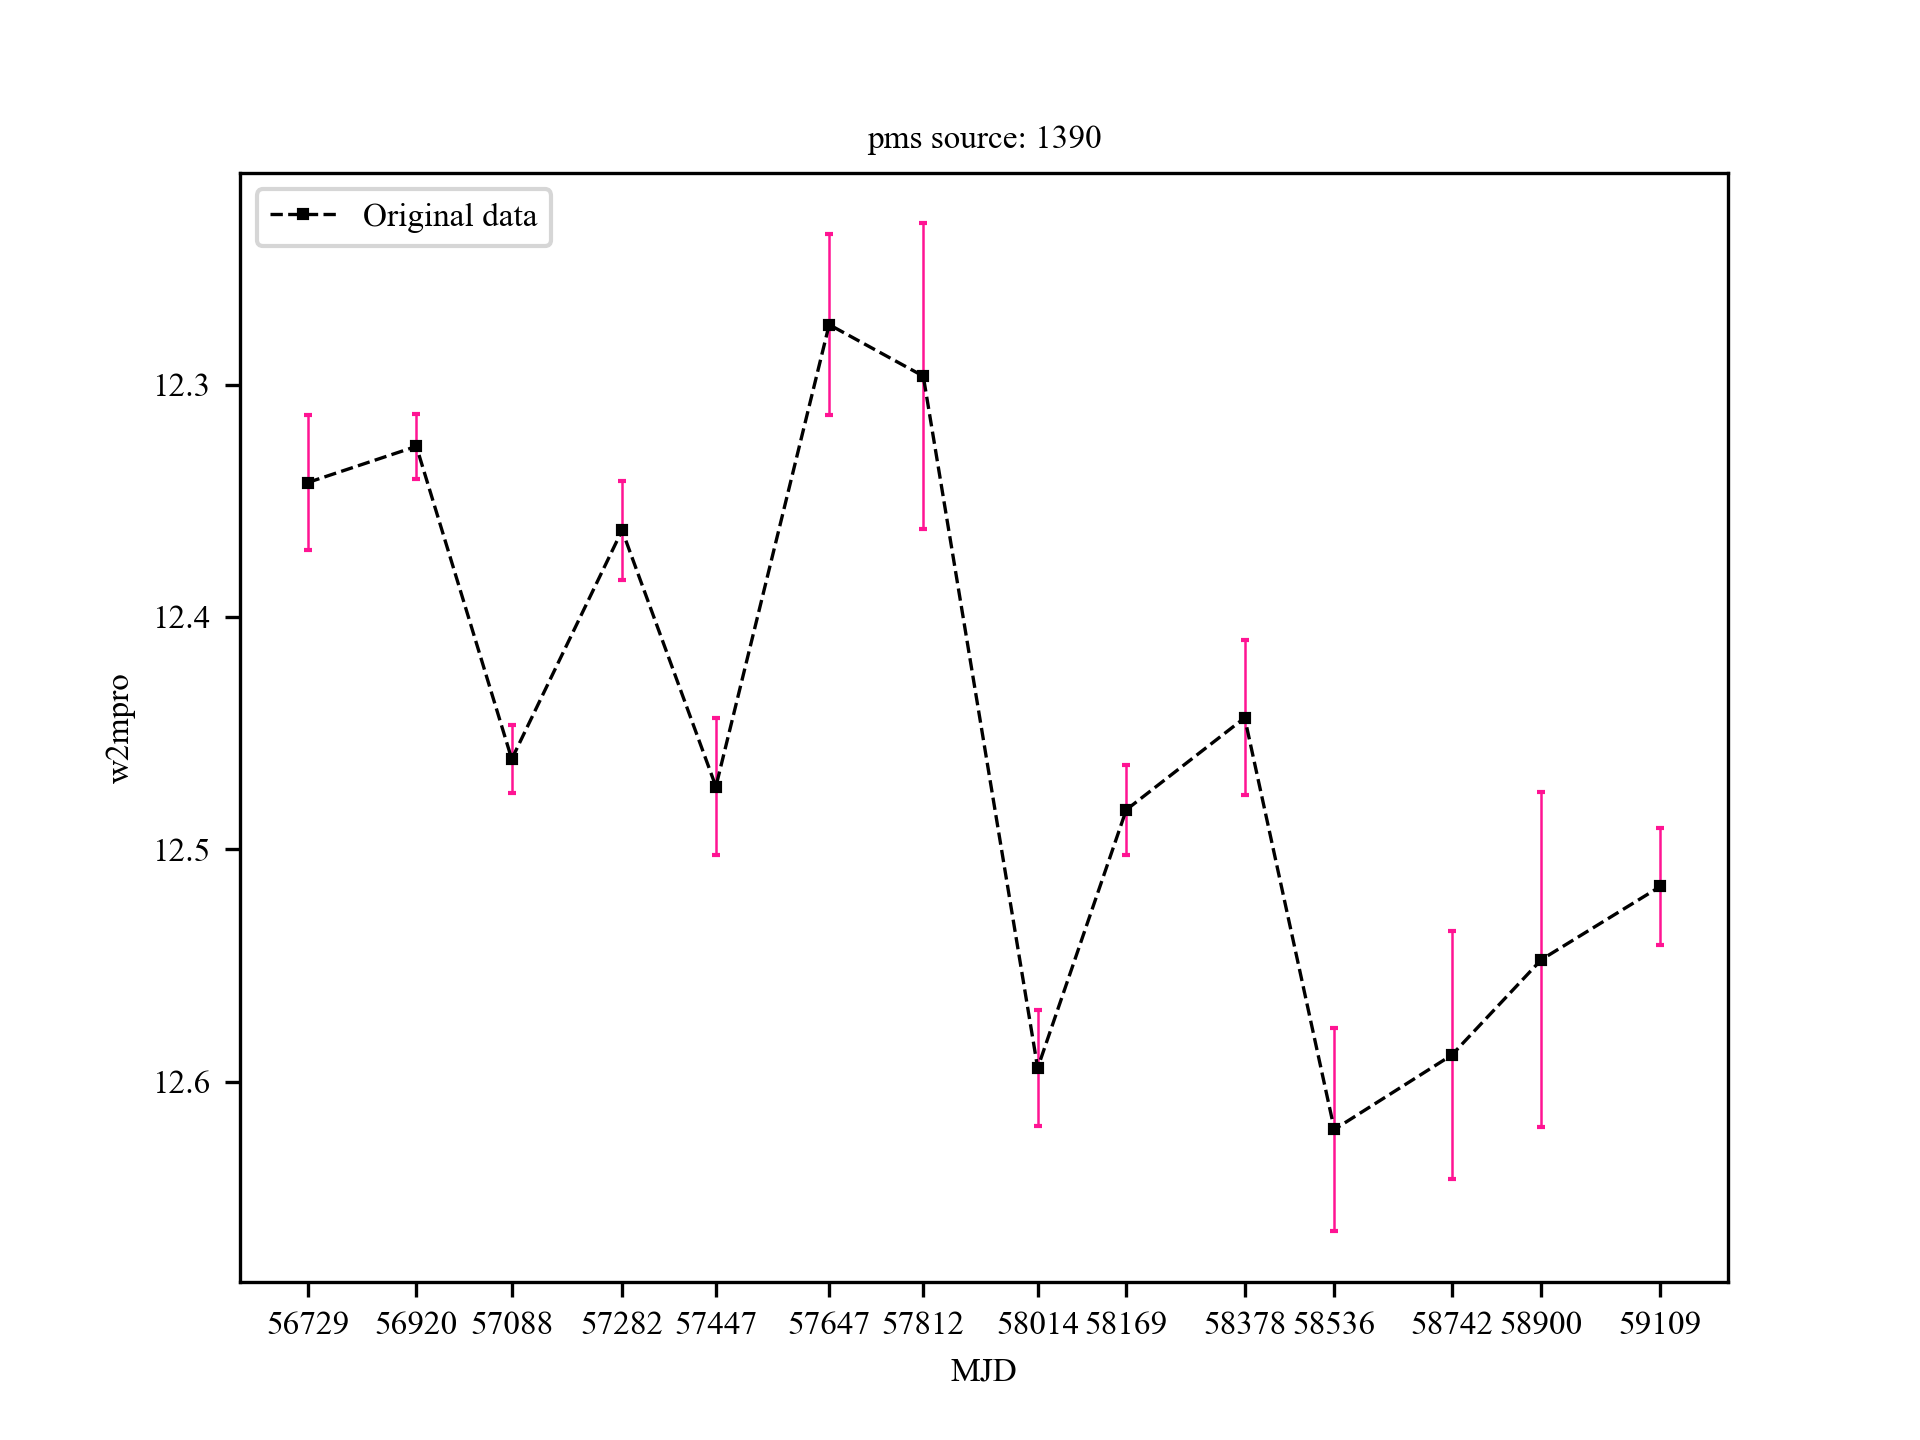 pms source: 1390
Original data
12.3
12.4
12.5
12.6
w2mpro
56729 56920 57088 57282 57447 57647 57812 58014 58169 58378 58536 58742 58900 59109
MJD